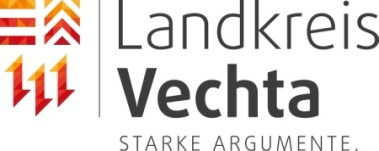 Landkreis
Vechta
STARKE ARGUMENTE.